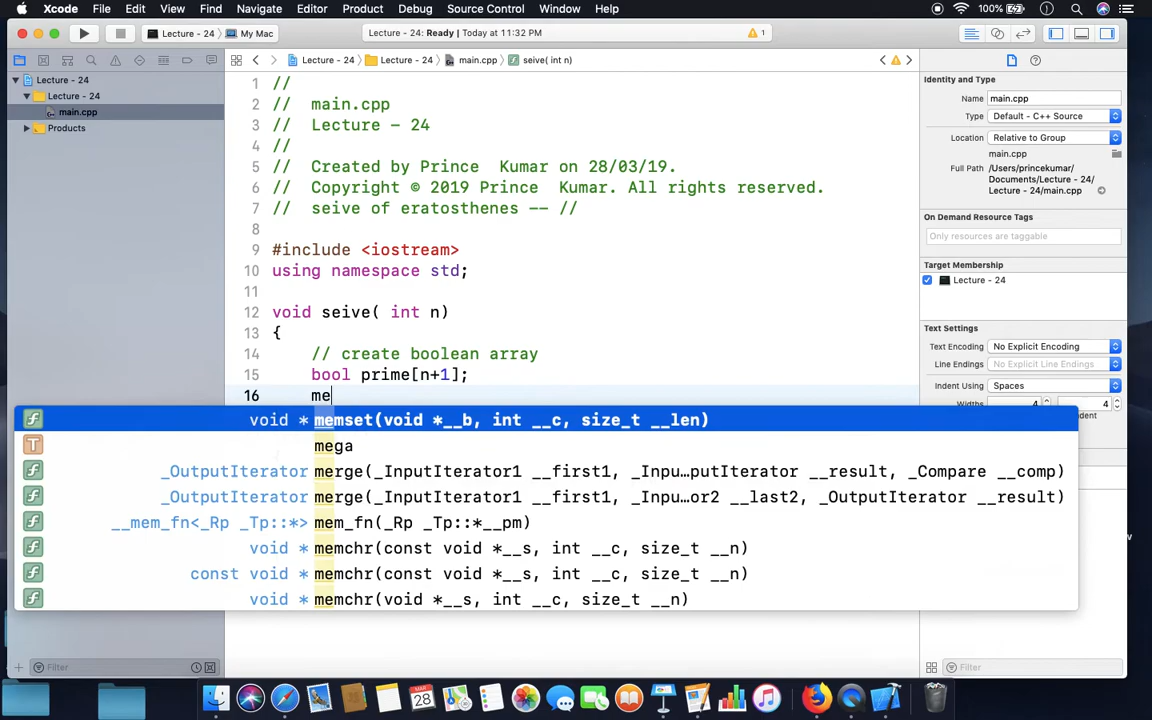 Xcode File Edit View Find Navigate Editor Product Debug Source Control Window Help 100%
Lecture - 24 My Mac Lecture - 24: Ready | Today at 11:32 PM 1
Lecture - 24 Lecture - 24 main.cpp seive( int n)
Lecture - 24
Lecture - 24
main.cpp
Products
1 //
2 // main.cpp
3 // Lecture - 24
4 //
5 // Created by Prince Kumar on 28/03/19.
6 // Copyright © 2019 Prince Kumar. All rights reserved.
7 // seive of eratosthenes -- //
8
9 #include <iostream>
10 using namespace std;
11
12 void seive( int n)
13 {
14 // create boolean array
15 bool prime[n+1];
16 me
void * memset(void *__b, int __c, size_t __len)
mega
_OutputIterator merge(_InputIterator1 __first1, _Inpu…putIterator __result, _Compare __comp)
_OutputIterator merge(_InputIterator1 __first1, _Inpu…or2 __last2, _OutputIterator __result)
__mem_fn<_Rp _Tp::*> mem_fn(_Rp _Tp::*__pm)
void * memchr(const void *__s, int __c, size_t __n)
const void * memchr(const void *__s, int __c, size_t __n)
void * memchr(void *__s, int __c, size_t __n)
Identity and Type
Name main.cpp
Type Default - C++ Source
Location Relative to Group
main.cpp
Full Path /Users/princekumar/
Documents/Lecture - 24/
Lecture - 24/main.cpp
On Demand Resource Tags
Only resources are taggable
Target Membership
Lecture - 24
Text Settings
Text Encoding No Explicit Encoding
Line Endings No Explicit Line Endings
Indent Using Spaces
Widths 4 4
Filter
Filter
MAR
28